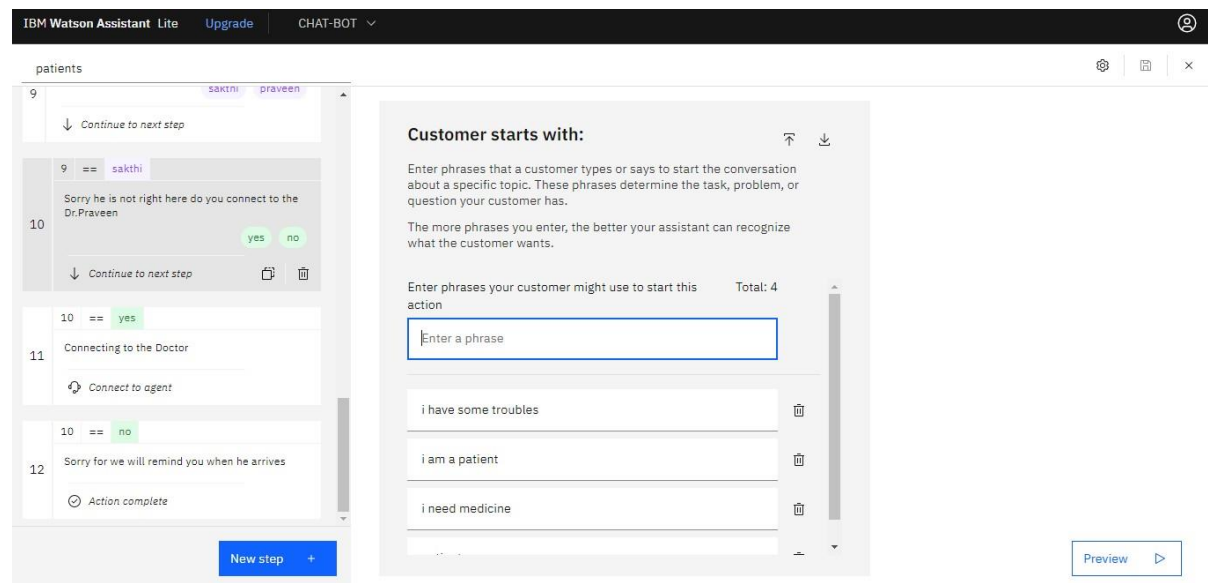 IBM Watson Assistant Lite Upgrade CHAT-BOT
patients
9
sakthi praveen
Continue to next step
9 == sakthi
Sorry he is not right here do you connect to the
Dr.Praveen
10
yes no
Continue to next step
10 == yes
Connecting to the Doctor
11
Connect to agent
10 == no
Sorry for we will remind you when he arrives
12
Action complete
New step +
Customer starts with:
Enter phrases that a customer types or says to start the conversation
about a specific topic. These phrases determine the task, problem, or
question your customer has.
The more phrases you enter, the better your assistant can recognize
what the customer wants.
Enter phrases your customer might use to start this
action
Total: 4
Enter a phrase
i have some troubles
i am a patient
i need medicine
Preview